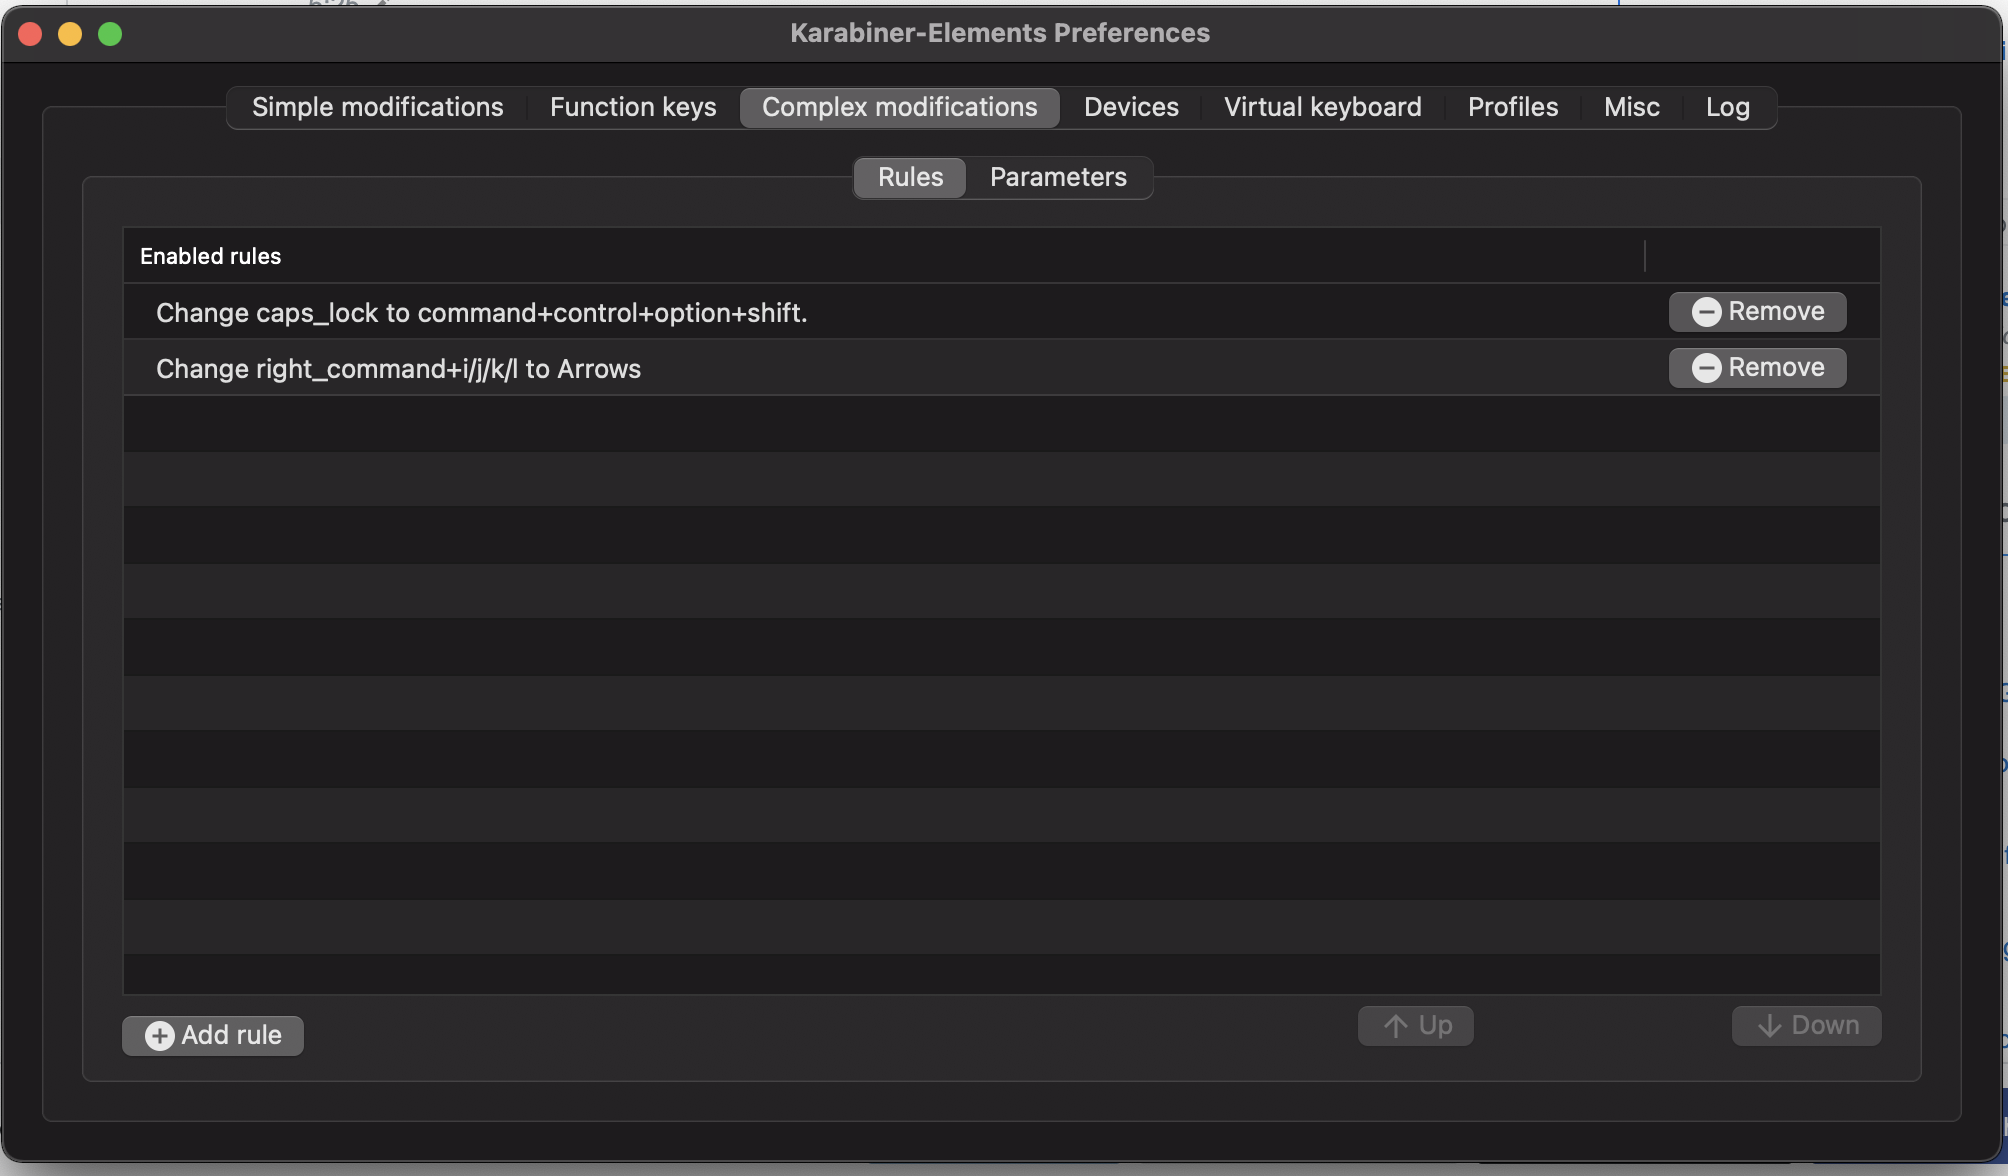 Karabiner-Elements Preferences
Simple modifications Function keys Complex modifications Devices Virtual keyboard Profiles Misc Log
Rules Parameters
Enabled rules
Change caps_lock to command+control+option+shift. Remove
Change right_command+i/j/k/l to Arrows Remove
Add rule Up Down